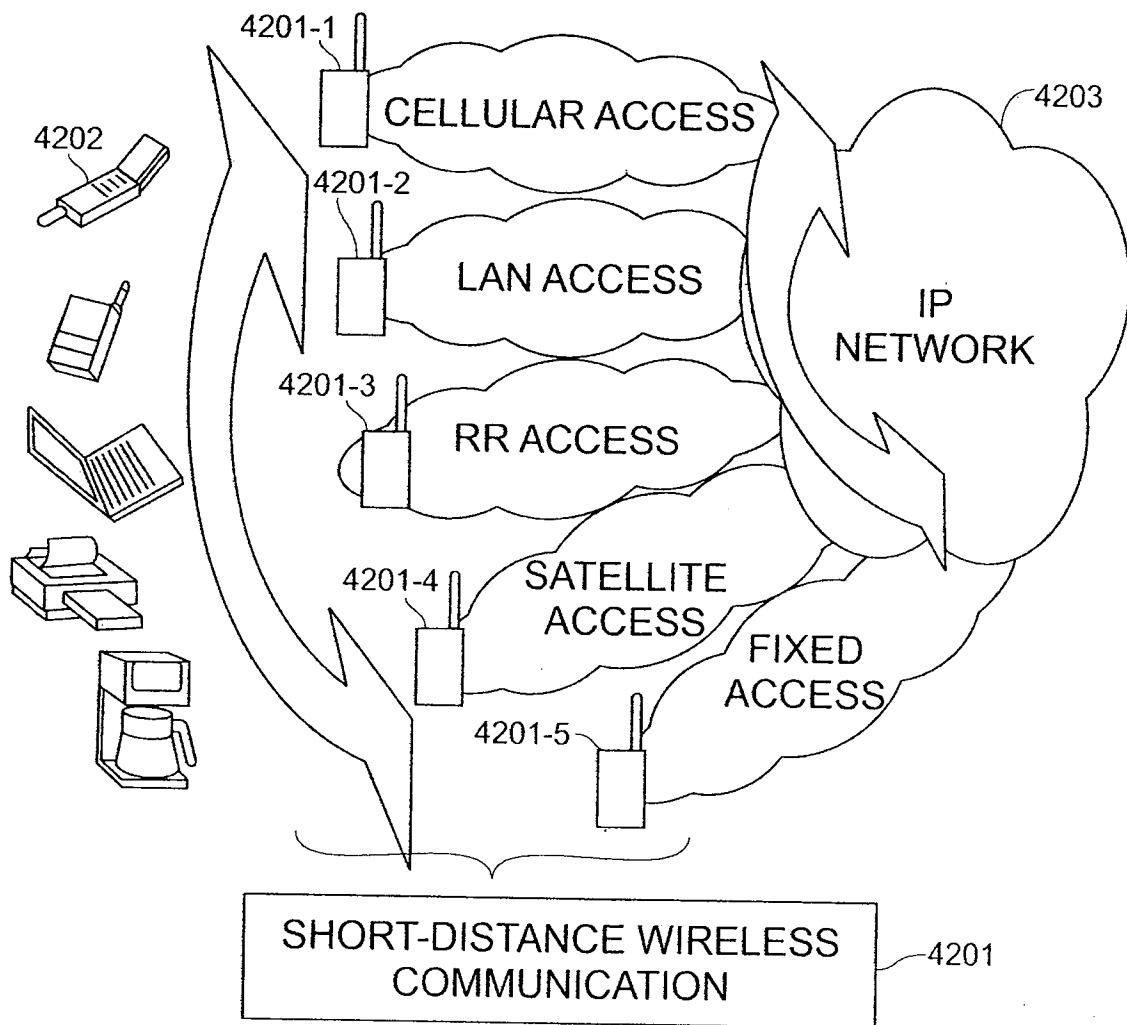 4201-1
CELLULAR ACCESS
4203
4202
4201-2
LAN ACCESS
IP
NETWORK
4201-3
RR ACCESS
4201-4
SATELLITE
ACCESS
FIXED
ACCESS
4201-5
SHORT-DISTANCE WIRELESS
COMMUNICATION
4201